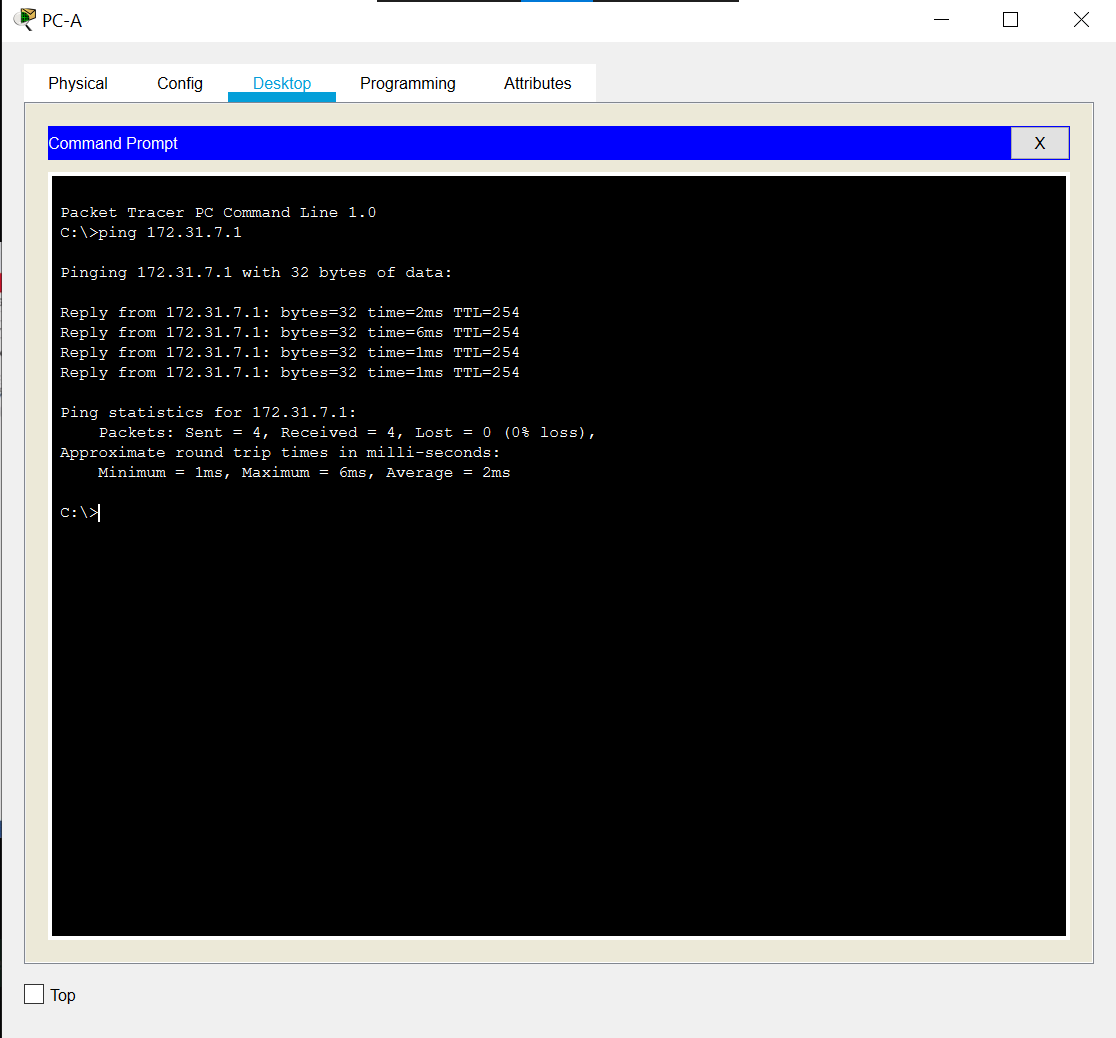 PC-A
Physical Config Desktop Programming Attributes
Command Prompt X
Packet Tracer PC Command Line 1.0
C:\>ping 172.31.7.1
Pinging 172.31.7.1 with 32 bytes of data:
Reply from 172.31.7.1: bytes=32 time=2ms TTL=254
Reply from 172.31.7.1: bytes=32 time=6ms TTL=254
Reply from 172.31.7.1: bytes=32 time=1ms TTL=254
Reply from 172.31.7.1: bytes=32 time=1ms TTL=254
Ping statistics for 172.31.7.1:
    Packets: Sent = 4, Received = 4, Lost = 0 (0% loss),
Approximate round trip times in milli-seconds:
    Minimum = 1ms, Maximum = 6ms, Average = 2ms
C:\>
Top